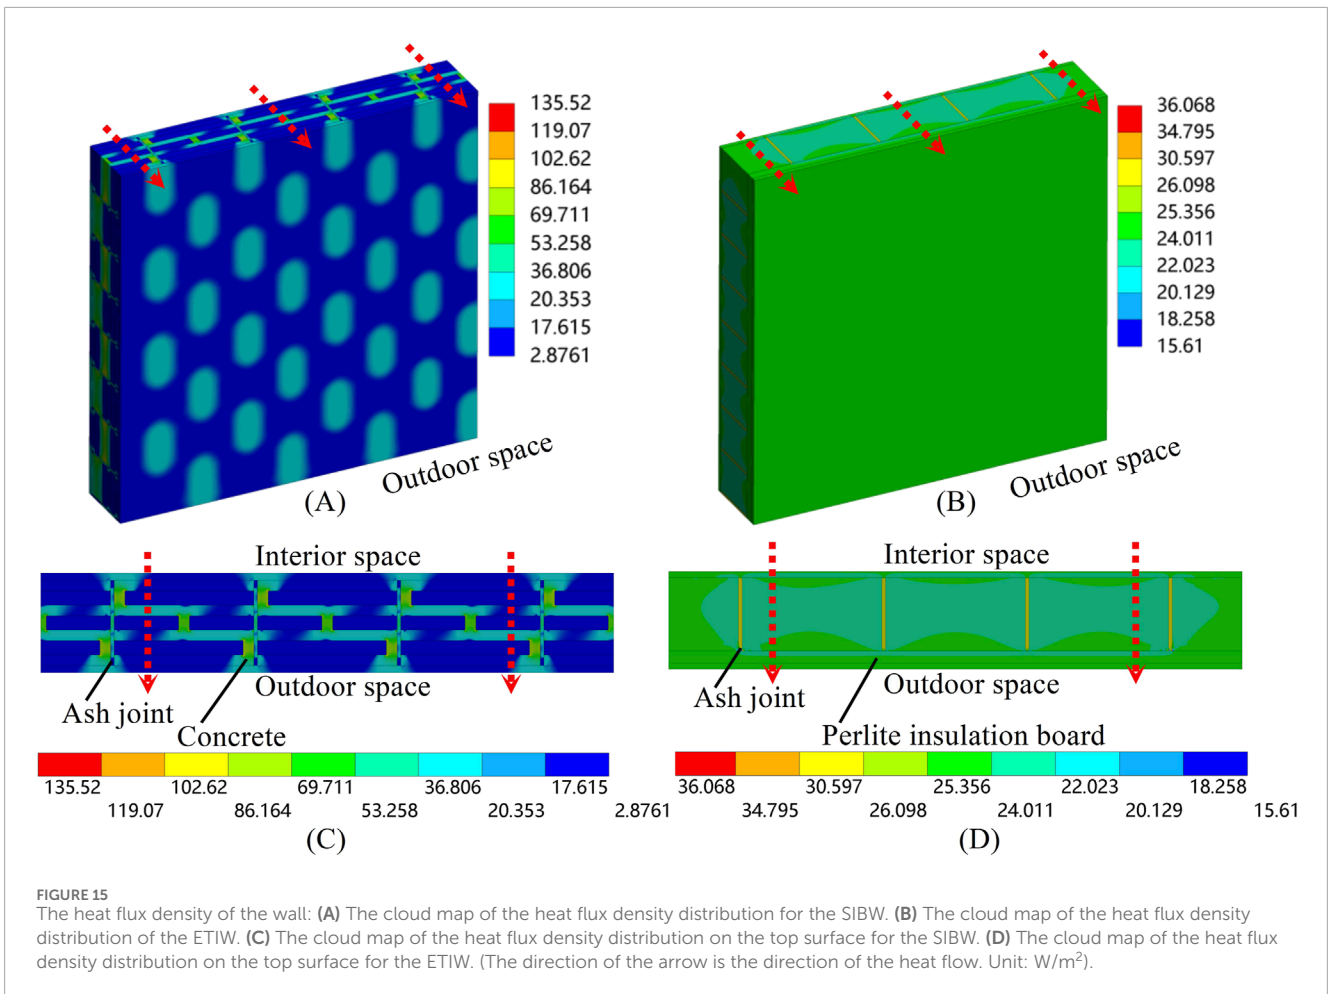 135.52
119.07
102.62
86.164
69.711
53.258
36.806
20.353
17.615
2.8761
Outdoor space
(A)
36.068
34.795
30.597
26.098
25.356
24.011
22.023
20.129
18.258
15.61
Outdoor space
(B)
Interior space
Outdoor space
Ash joint
Concrete
135.52 102.62 69.711 36.806 17.615
119.07 86.164 53.258 20.353 2.8761
(C)
Interior space
Outdoor space
Ash joint
Perlite insulation board
36.068 30.597 25.356 22.023 18.258
34.795 26.098 24.011 20.129 15.61
(D)
FIGURE 15
The heat flux density of the wall: (A) The cloud map of the heat flux density distribution for the SIBW. (B) The cloud map of the heat flux density
distribution of the ETIW. (C) The cloud map of the heat flux density distribution on the top surface for the SIBW. (D) The cloud map of the heat flux
density distribution on the top surface for the ETIW. (The direction of the arrow is the direction of the heat flow. Unit: W/m²).